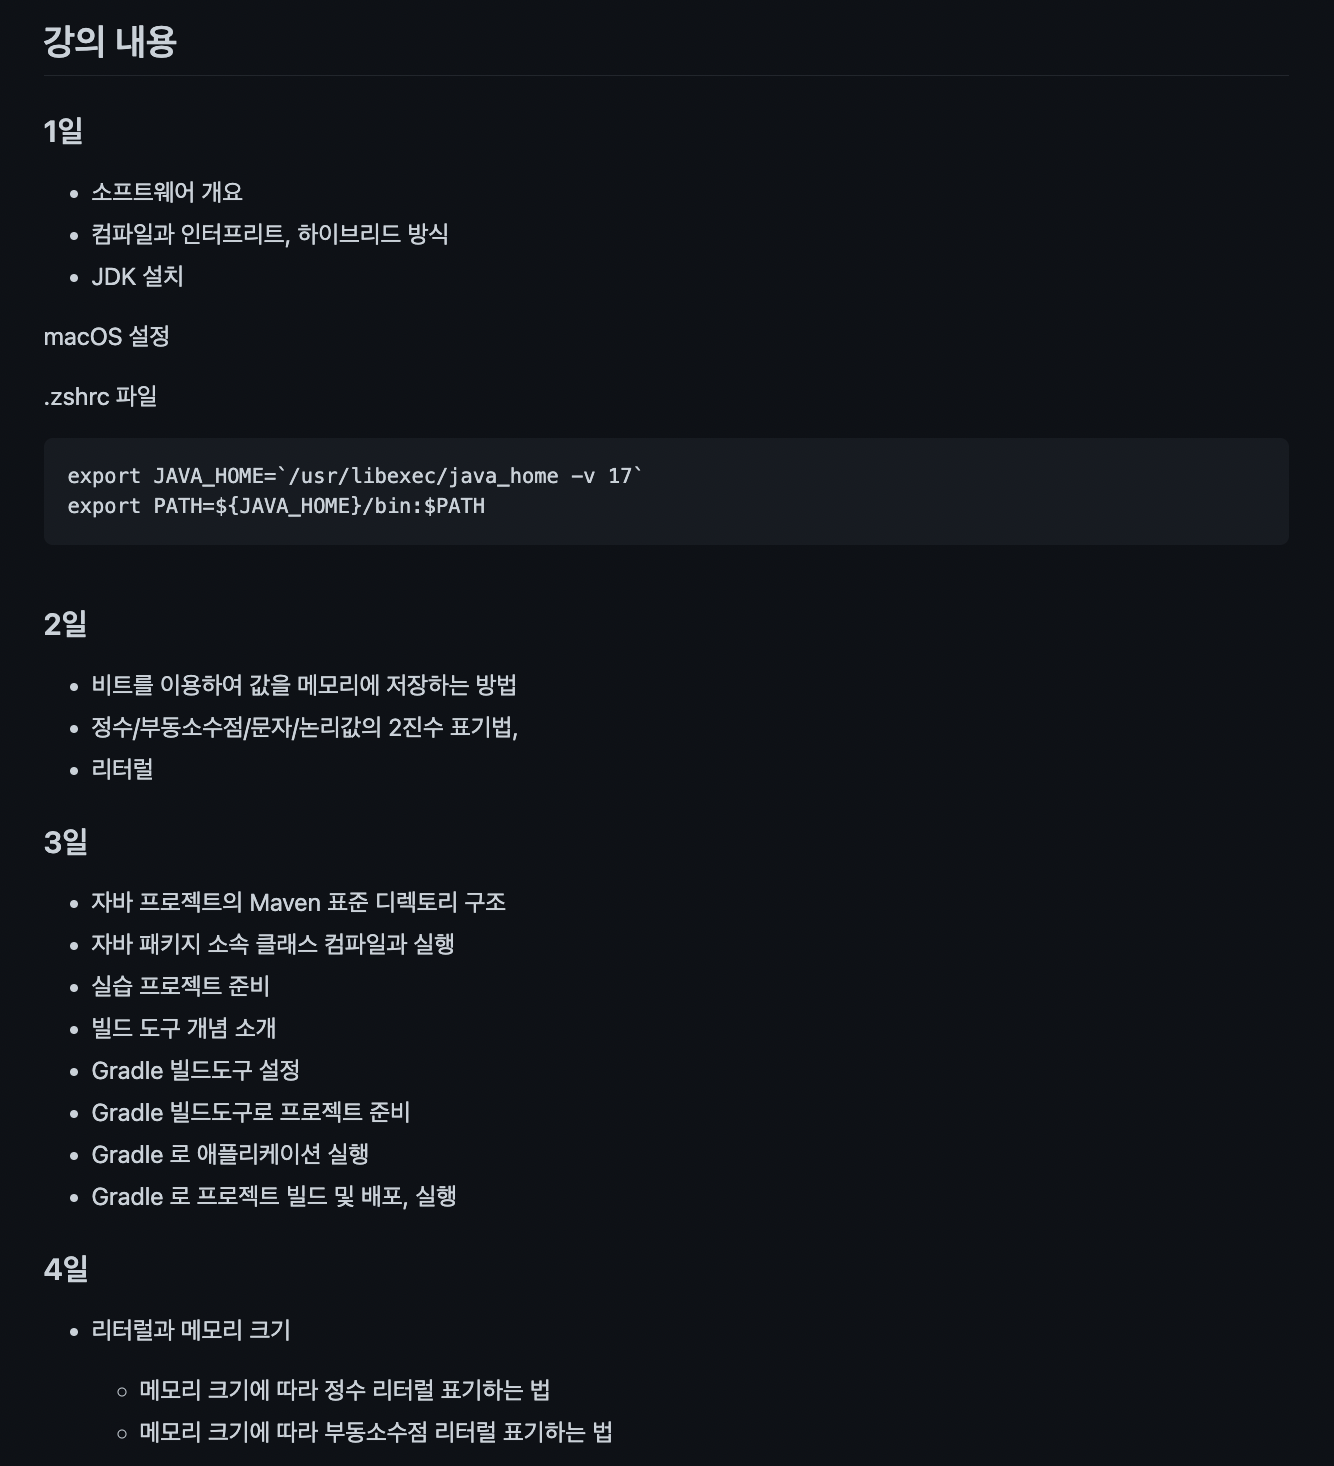 강의 내용
1일
소프트웨어 개요
컴파일과 인터프리트, 하이브리드 방식
JDK 설치
macOS 설정
.zshrc 파일
export JAVA_HOME=`/usr/libexec/java_home -v 17`
export PATH=${JAVA_HOME}/bin:$PATH
2일
비트를 이용하여 값을 메모리에 저장하는 방법
정수/부동소수점/문자/논리값의 2진수 표기법,
리터럴
3일
자바 프로젝트의 Maven 표준 디렉토리 구조
자바 패키지 소속 클래스 컴파일과 실행
실습 프로젝트 준비
빌드 도구 개념 소개
Gradle 빌드도구 설정
Gradle 빌드도구로 프로젝트 준비
Gradle 로 애플리케이션 실행
Gradle 로 프로젝트 빌드 및 배포, 실행
4일
리터럴과 메모리 크기
메모리 크기에 따라 정수 리터럴 표기하는 법
메모리 크기에 따라 부동소수점 리터럴 표기하는 법